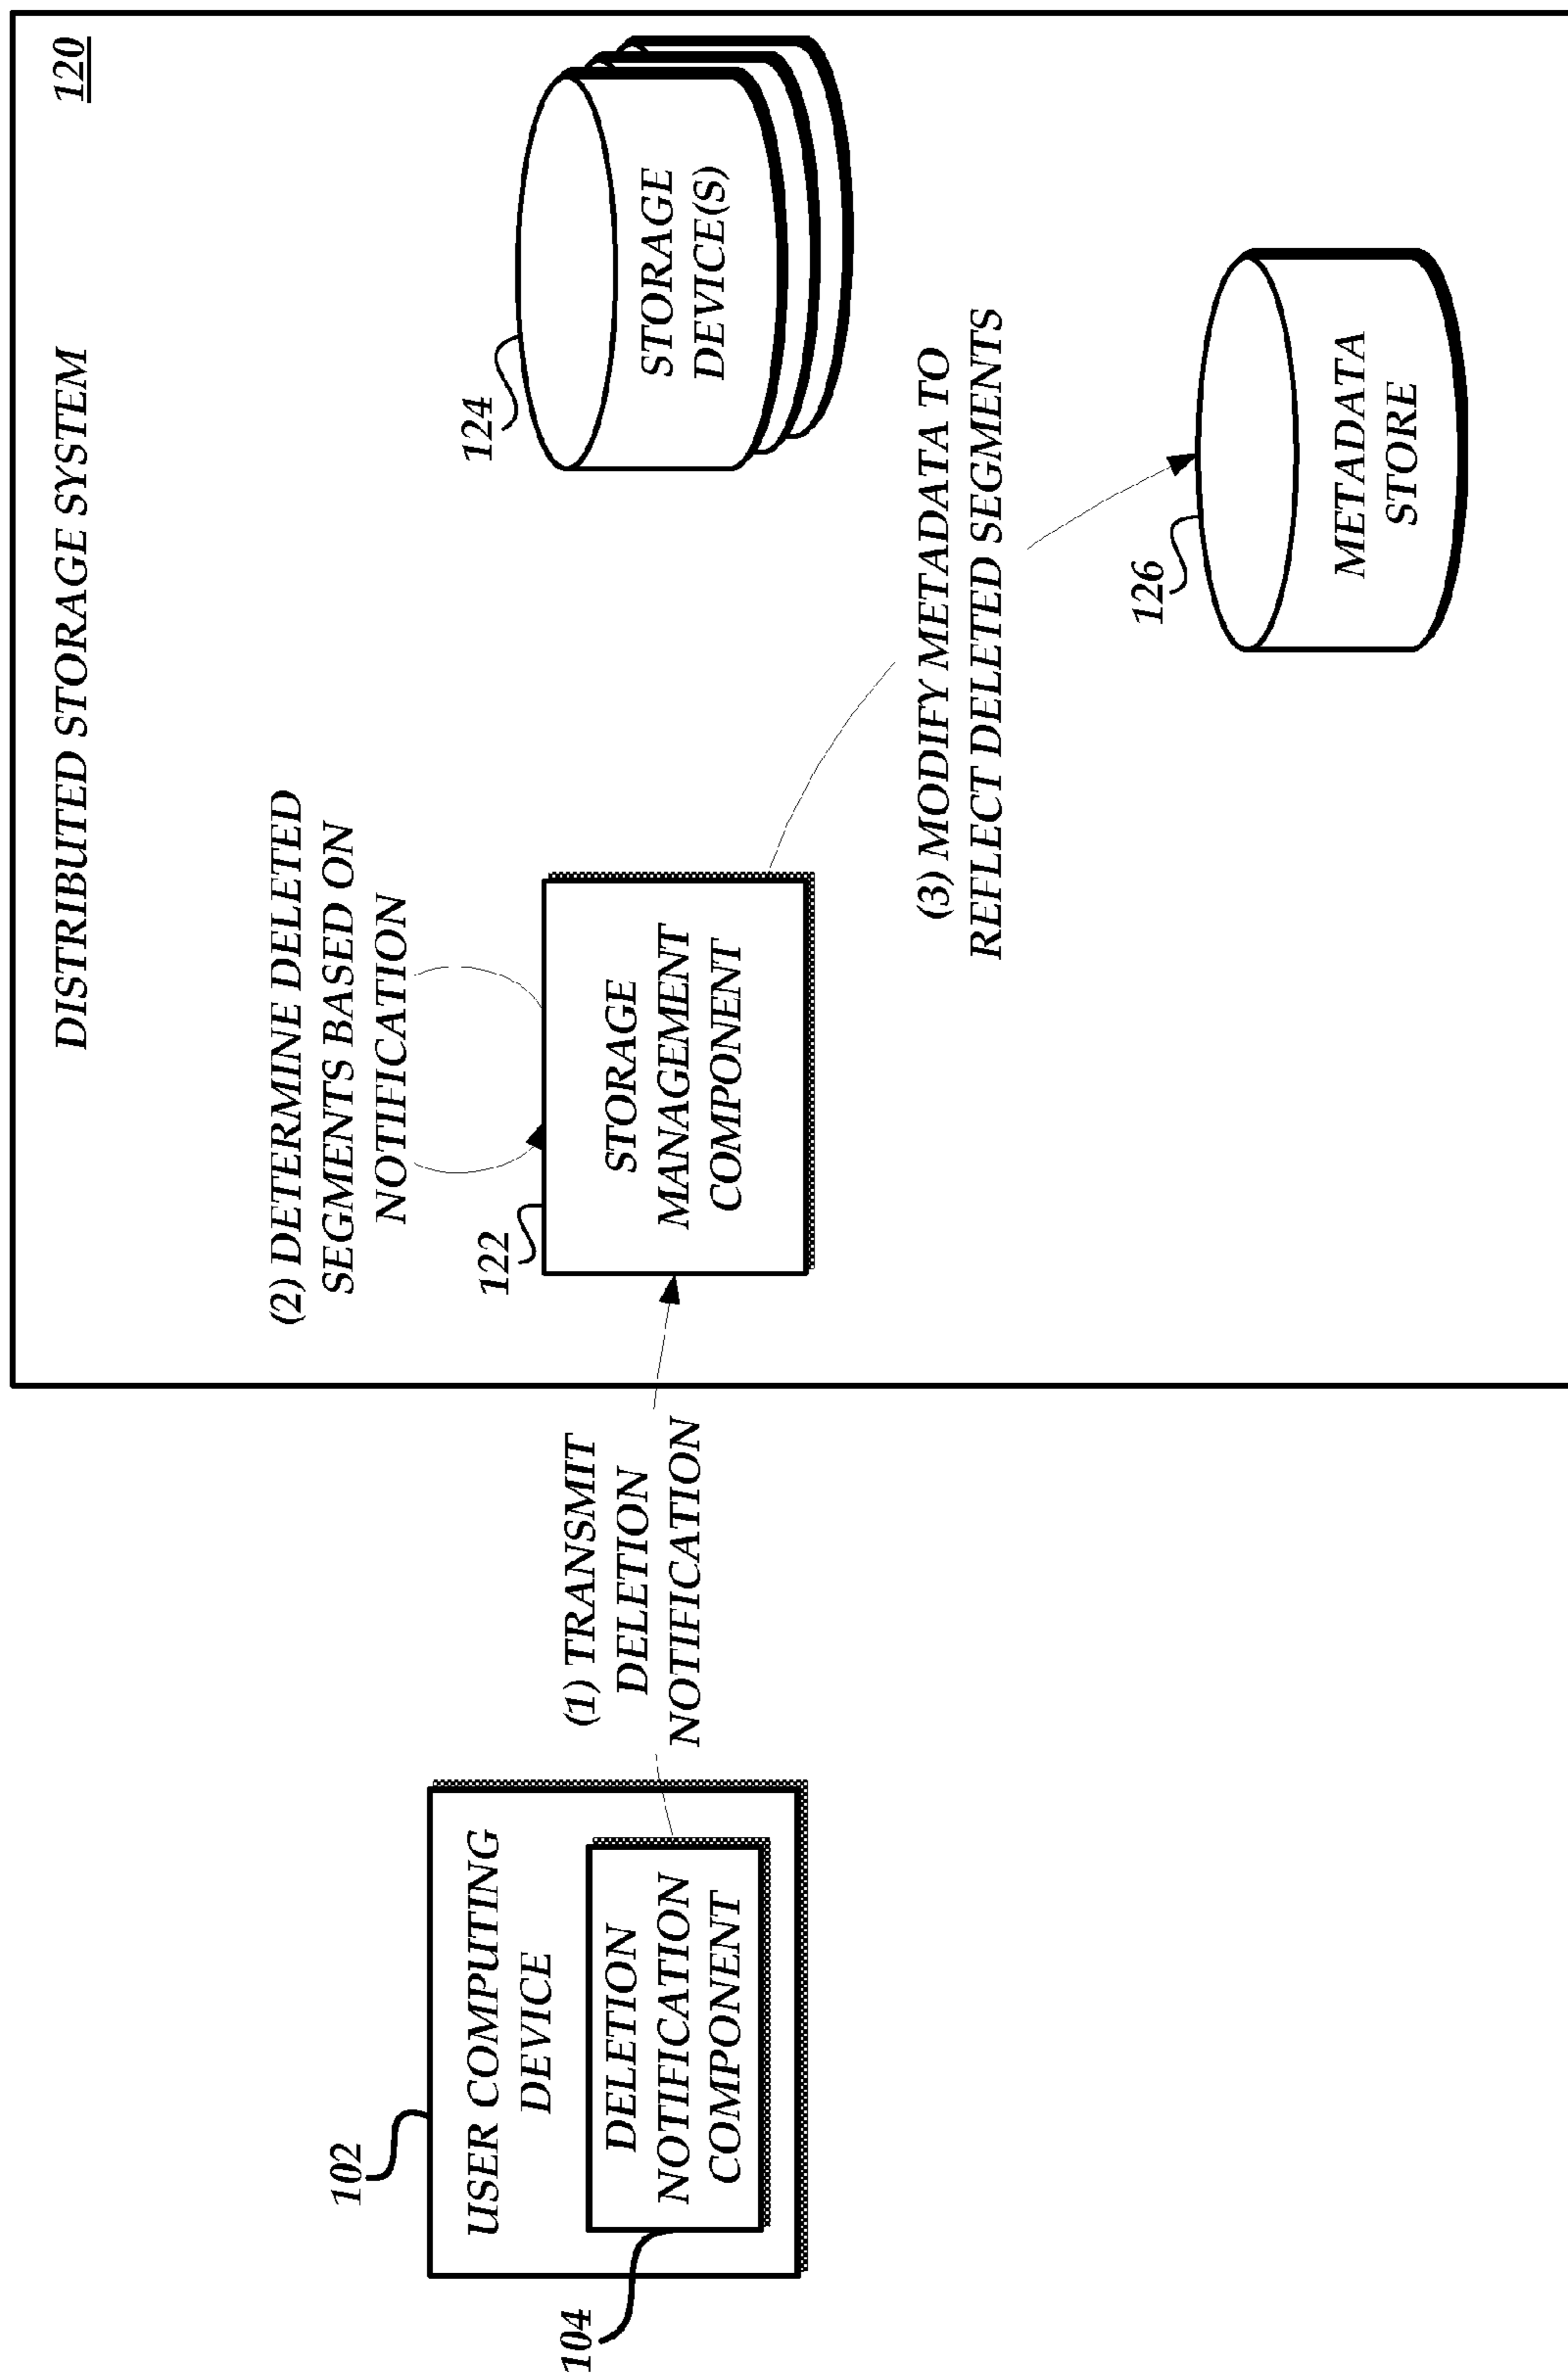 DISTRIBUTED STORAGE SYSTEM
120
(2) DETERMINE DELETED
SEGMENTS BASED ON
NOTIFICATION
102
USER COMPUTING
DEVICE
104
DELETION
NOTIFICATION
COMPONENT
(1) TRANSMIT
DELETION
NOTIFICATION
122
STORAGE
MANAGEMENT
COMPONENT
124
STORAGE
DEVICE(S)
(3) MODIFY METADATA TO
REFLECT DELETED SEGMENTS
126
METADATA
STORE